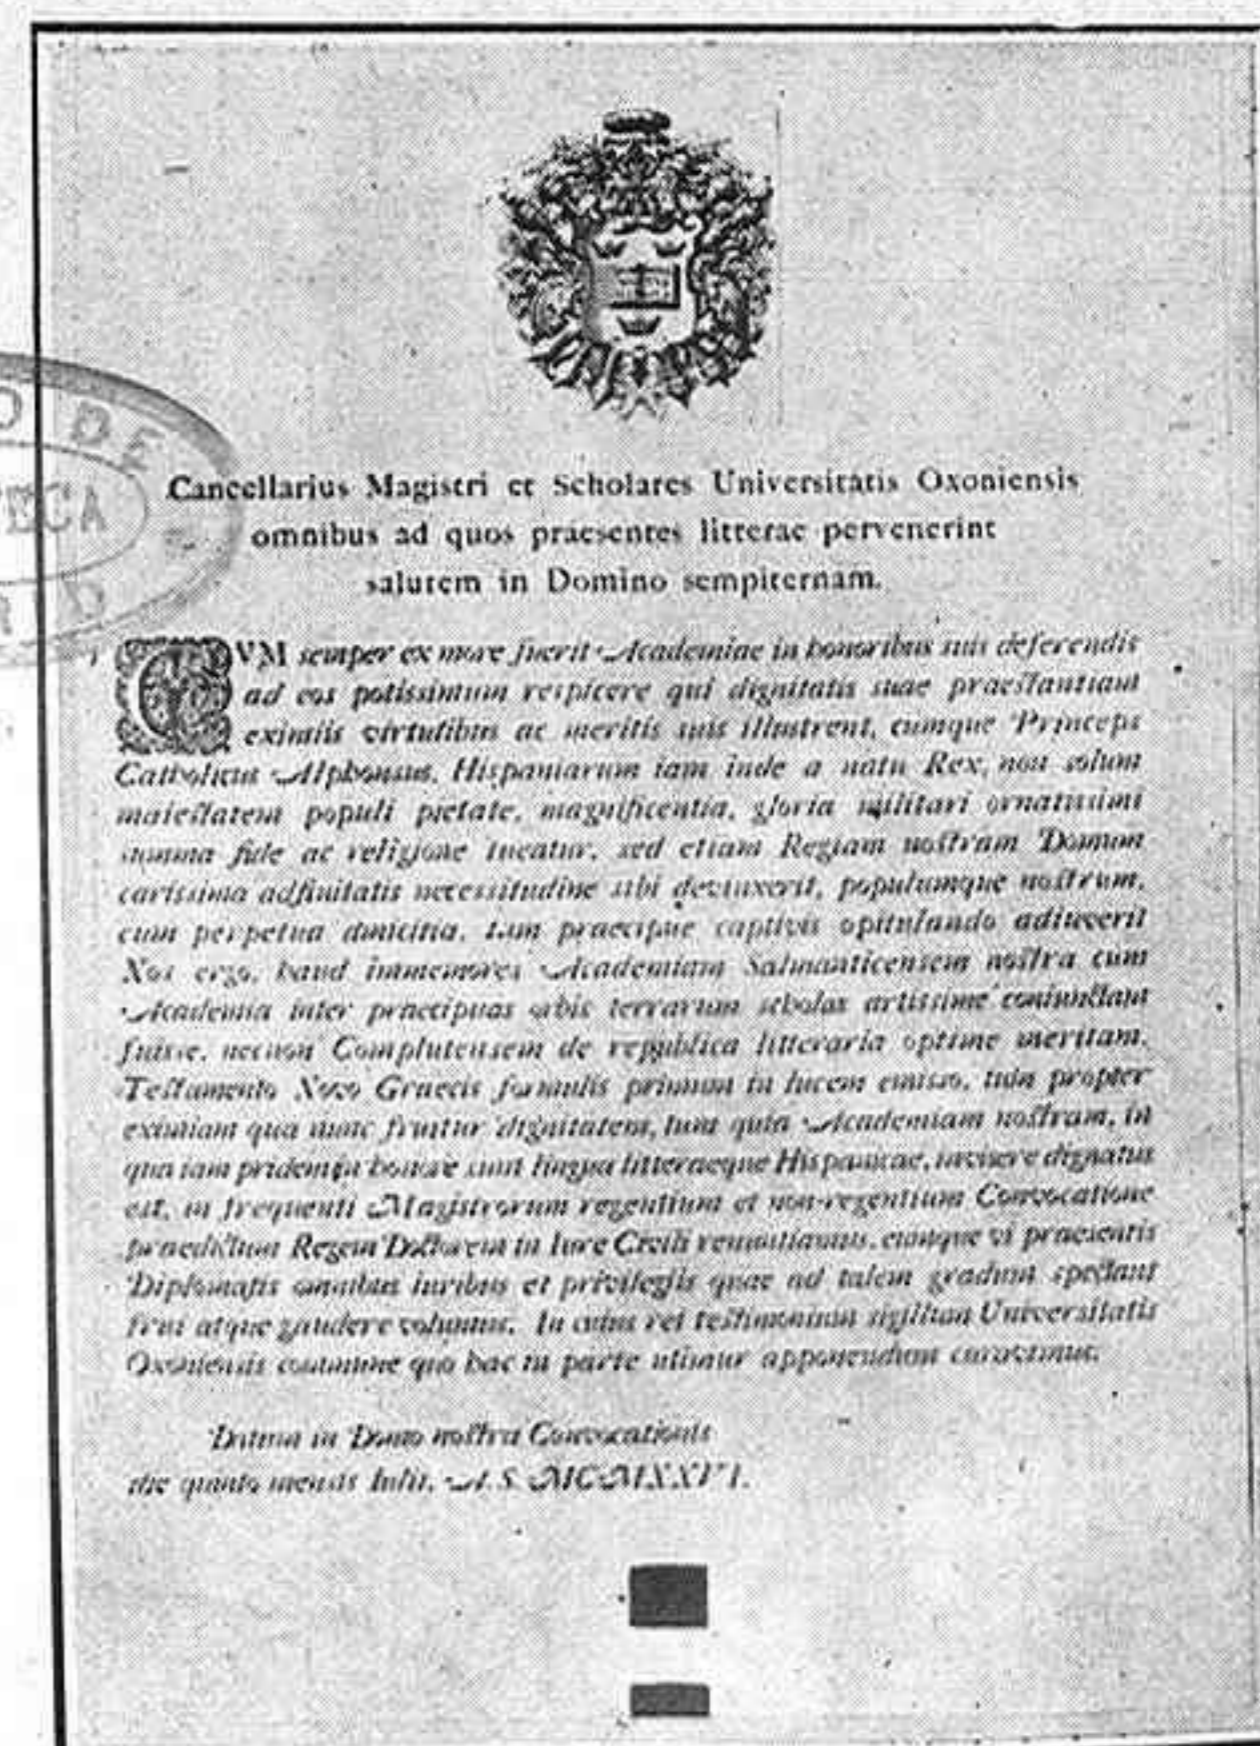 O DE
ECA
R D
Cancellarius Magistri et Scholares Universitatis Oxoniensis
omnibus ad quos praesentes litterae pervenerint
salutem in Domino sempiternam.
CVM semper ex more fuerit Academiae in honoribus suis deferendis
ad eos potissimum respicere qui dignitatis suae praestantiam
eximiis virtutibus ac meritis suis illustrent, cumque Princeps
Catholicus Alphonsus, Hispaniarum iam inde a natu Rex, non solum
maiestatem populi pietate, magnificentia, gloria militari ornatissimi
summa fide ac religione tueatur, sed etiam Regiam nostram Domum
carissima adfinitatis necessitudine sibi devinxerit, populumque nostrum,
cum perpetua amicitia, tum praecipue captivis opitulando adiuverit
Nos ergo, haud immemores Academiam Salmanticensem nostra cum
Academia inter praecipuas orbis terrarum scholas artissime coniunctam
fuisse, necnon Complutensem de republica litteraria optime meritam,
Testamento Novo Graecis formulis primum in lucem emisso, tum propter
eximiam qua nunc fruitur dignitatem, tum quia Academiam nostram, in
qua iam pridem in honore sunt lingua litteraeque Hispanicae, invisere dignatus
est, in frequenti Magistrorum regentium et non-regentium Convocatione
praedictum Regem Doctorem in Iure Civili renuntiamus, eumque vi praesentis
Diplomatis omnibus iuribus et privilegiis quae ad talem gradum spectant
frui atque gaudere volumus. In cuius rei testimonium sigillum Universitatis
Oxoniensis commune quo hac in parte utimur apponendum curavimus.
Datum in Domo nostra Convocationis
die quinto mensis Iulii, A.S. MCMXXVI.